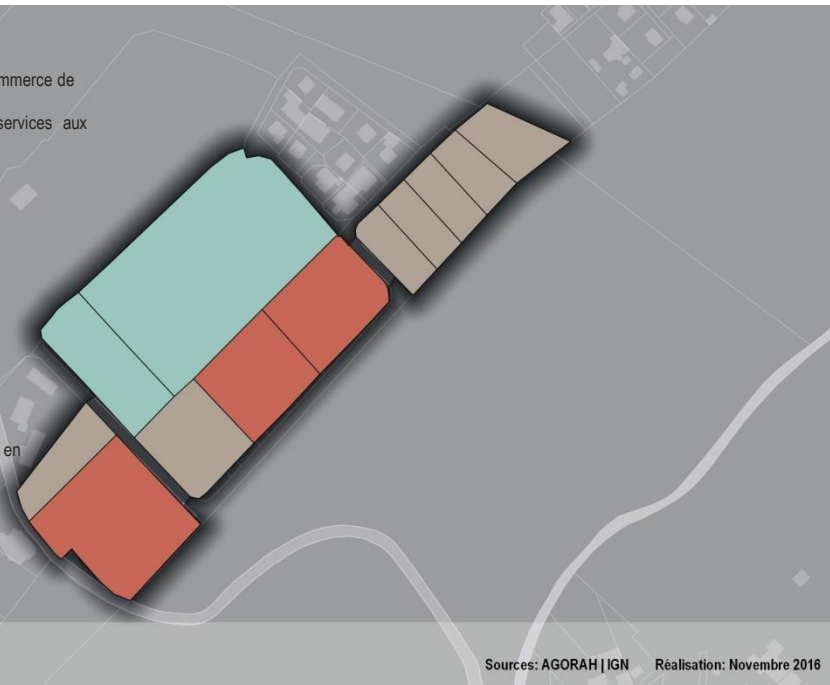 mmerce de
services aux
en
Sources: AGORAH | IGN Réalisation: Novembre 2016